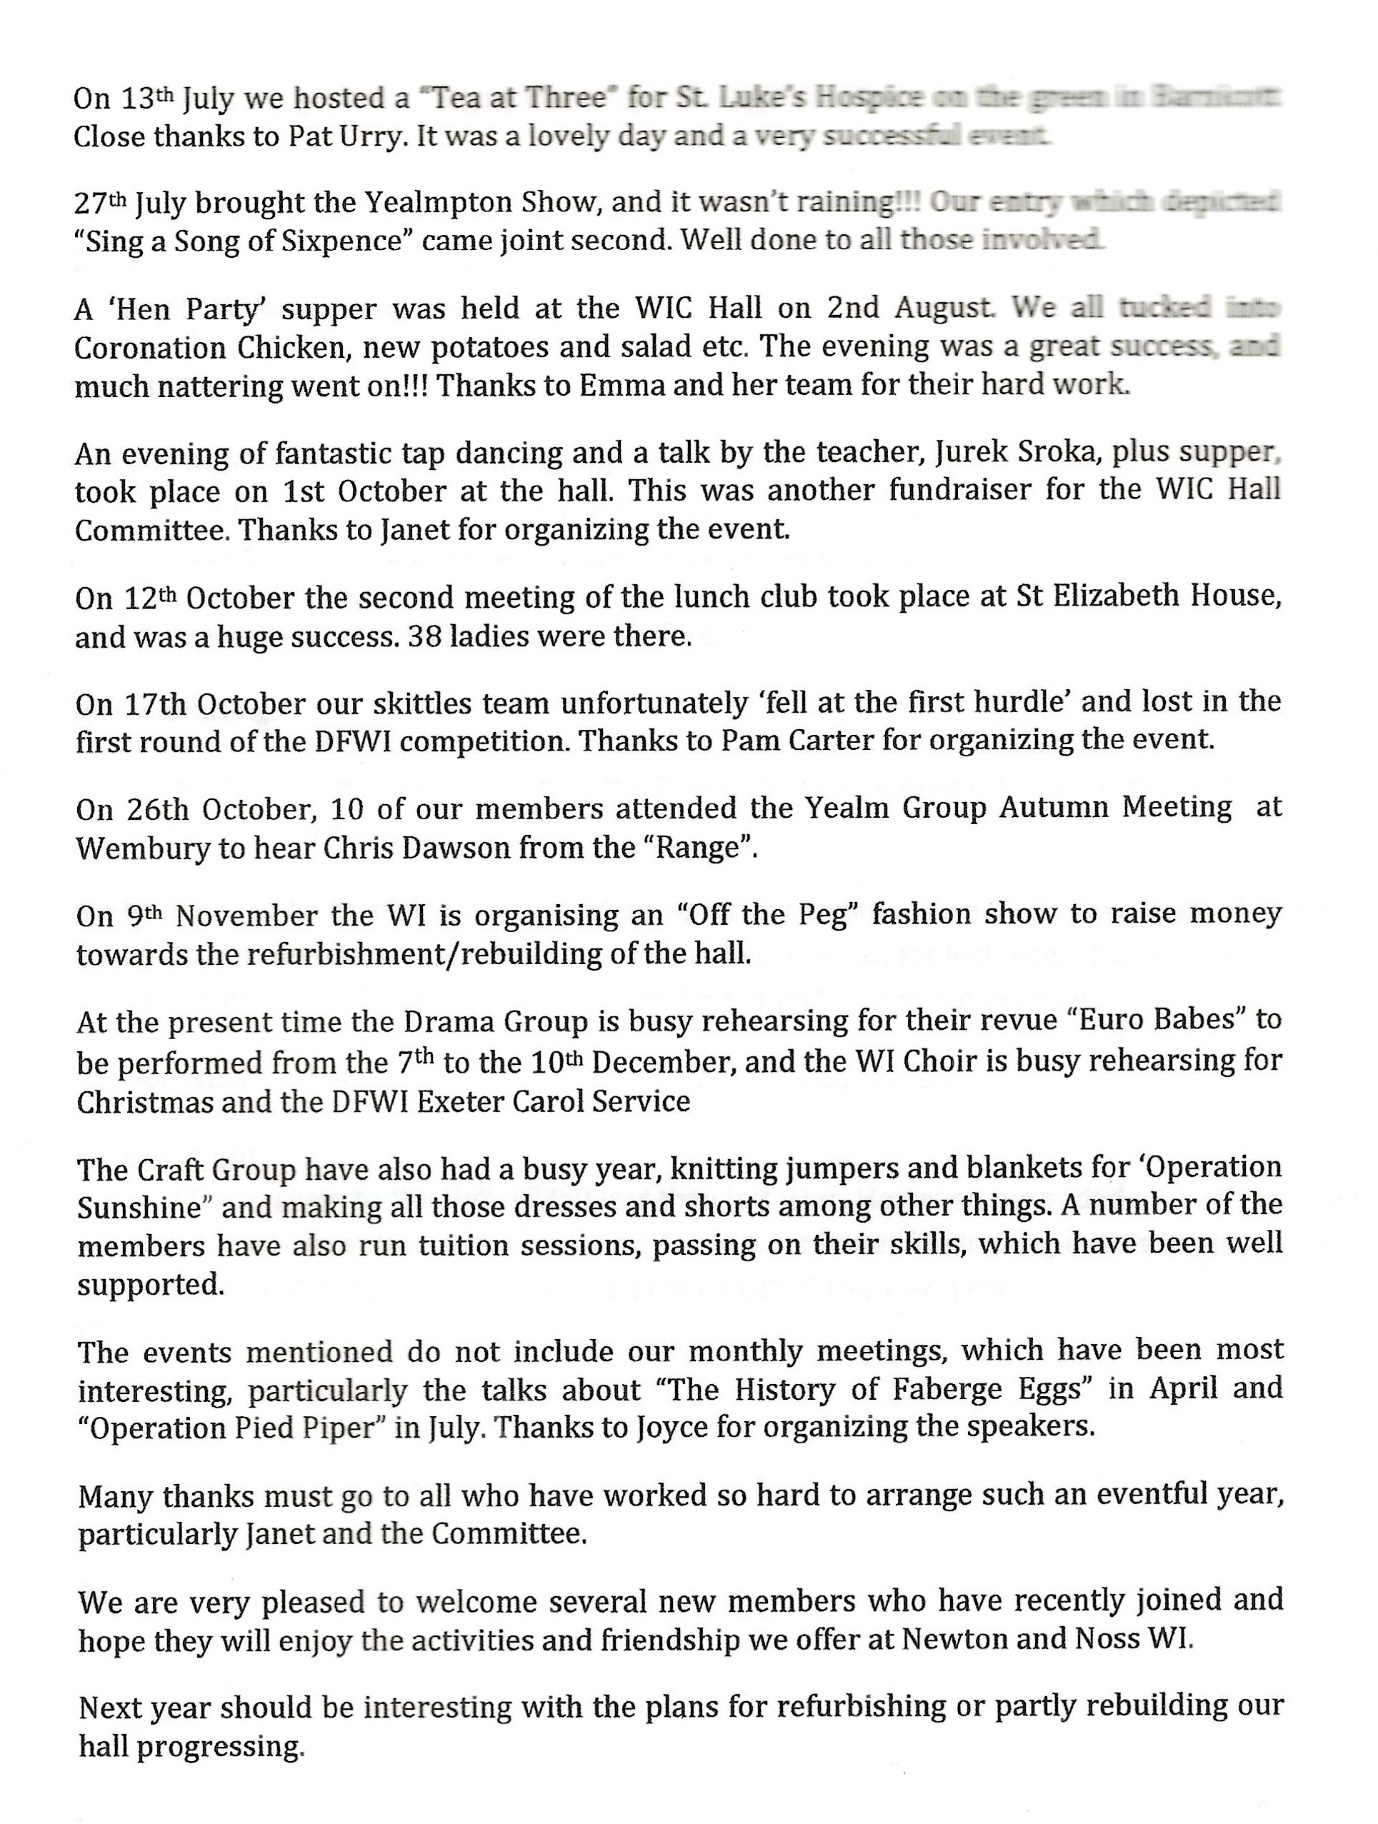 On 13th July we hosted a “Tea at Three” for St. Luke’s Hospice on the green in
Close thanks to Pat Urry. It was a lovely day and a very successful event.
27th July brought the Yealmpton Show, and it wasn’t raining!!! Our entry which depicted
“Sing a Song of Sixpence” came joint second. Well done to all those involved.
A ‘Hen Party’ supper was held at the WIC Hall on 2nd August. We all tucked into
Coronation Chicken, new potatoes and salad etc. The evening was a great success, and
much nattering went on!!! Thanks to Emma and her team for their hard work.
An evening of fantastic tap dancing and a talk by the teacher, Jurek Sroka, plus supper,
took place on 1st October at the hall. This was another fundraiser for the WIC Hall
Committee. Thanks to Janet for organizing the event.
On 12th October the second meeting of the lunch club took place at St Elizabeth House,
and was a huge success. 38 ladies were there.
On 17th October our skittles team unfortunately ‘fell at the first hurdle’ and lost in the
first round of the DFWI competition. Thanks to Pam Carter for organizing the event.
On 26th October, 10 of our members attended the Yealm Group Autumn Meeting at
Wembury to hear Chris Dawson from the “Range”.
On 9th November the WI is organising an “Off the Peg” fashion show to raise money
towards the refurbishment/rebuilding of the hall.
At the present time the Drama Group is busy rehearsing for their revue “Euro Babes” to
be performed from the 7th to the 10th December, and the WI Choir is busy rehearsing for
Christmas and the DFWI Exeter Carol Service
The Craft Group have also had a busy year, knitting jumpers and blankets for ‘Operation
Sunshine” and making all those dresses and shorts among other things. A number of the
members have also run tuition sessions, passing on their skills, which have been well
supported.
The events mentioned do not include our monthly meetings, which have been most
interesting, particularly the talks about “The History of Faberge Eggs” in April and
“Operation Pied Piper” in July. Thanks to Joyce for organizing the speakers.
Many thanks must go to all who have worked so hard to arrange such an eventful year,
particularly Janet and the Committee.
We are very pleased to welcome several new members who have recently joined and
hope they will enjoy the activities and friendship we offer at Newton and Noss WI.
Next year should be interesting with the plans for refurbishing or partly rebuilding our
hall progressing.